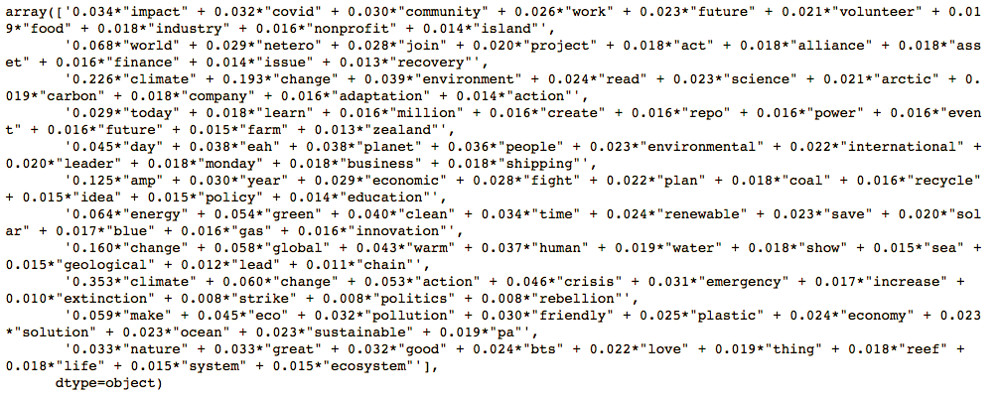 array(['0.034*"impact" + 0.032*"covid" + 0.030*"community" + 0.026*"work" + 0.023*"future" + 0.021*"volunteer" + 0.01
9*"food" + 0.018*"industry" + 0.016*"nonprofit" + 0.014*"island"',
'0.068*"world" + 0.029*"netero" + 0.028*"join" + 0.020*"project" + 0.018*"act" + 0.018*"alliance" + 0.018*"ass
et" + 0.016*"finance" + 0.014*"issue" + 0.013*"recovery"',
'0.226*"climate" + 0.193*"change" + 0.039*"environment" + 0.024*"read" + 0.023*"science" + 0.021*"arctic" + 0.
019*"carbon" + 0.018*"company" + 0.016*"adaptation" + 0.014*"action"',
'0.029*"today" + 0.018*"learn" + 0.016*"million" + 0.016*"create" + 0.016*"repo" + 0.016*"power" + 0.016*"even
t" + 0.016*"future" + 0.015*"farm" + 0.013*"zealand"',
'0.045*"day" + 0.038*"eah" + 0.038*"planet" + 0.036*"people" + 0.023*"environmental" + 0.022*"international" +
0.020*"leader" + 0.018*"monday" + 0.018*"business" + 0.018*"shipping"',
'0.125*"amp" + 0.030*"year" + 0.029*"economic" + 0.028*"fight" + 0.022*"plan" + 0.018*"coal" + 0.016*"recycle"
+ 0.015*"idea" + 0.015*"policy" + 0.014*"education"',
'0.064*"energy" + 0.054*"green" + 0.040*"clean" + 0.034*"time" + 0.024*"renewable" + 0.023*"save" + 0.020*"sol
ar" + 0.017*"blue" + 0.016*"gas" + 0.016*"innovation"',
'0.160*"change" + 0.058*"global" + 0.043*"warm" + 0.037*"human" + 0.019*"water" + 0.018*"show" + 0.015*"sea" +
0.015*"geological" + 0.012*"lead" + 0.011*"chain"',
'0.353*"climate" + 0.060*"change" + 0.053*"action" + 0.046*"crisis" + 0.031*"emergency" + 0.017*"increase" +
0.010*"extinction" + 0.008*"strike" + 0.008*"politics" + 0.008*"rebellion"',
'0.059*"make" + 0.045*"eco" + 0.032*"pollution" + 0.030*"friendly" + 0.025*"plastic" + 0.024*"economy" + 0.023
*"solution" + 0.023*"ocean" + 0.023*"sustainable" + 0.019*"pa"',
'0.033*"nature" + 0.033*"great" + 0.032*"good" + 0.024*"bts" + 0.022*"love" + 0.019*"thing" + 0.018*"reef" +
0.018*"life" + 0.015*"system" + 0.015*"ecosystem"'],
dtype=object)